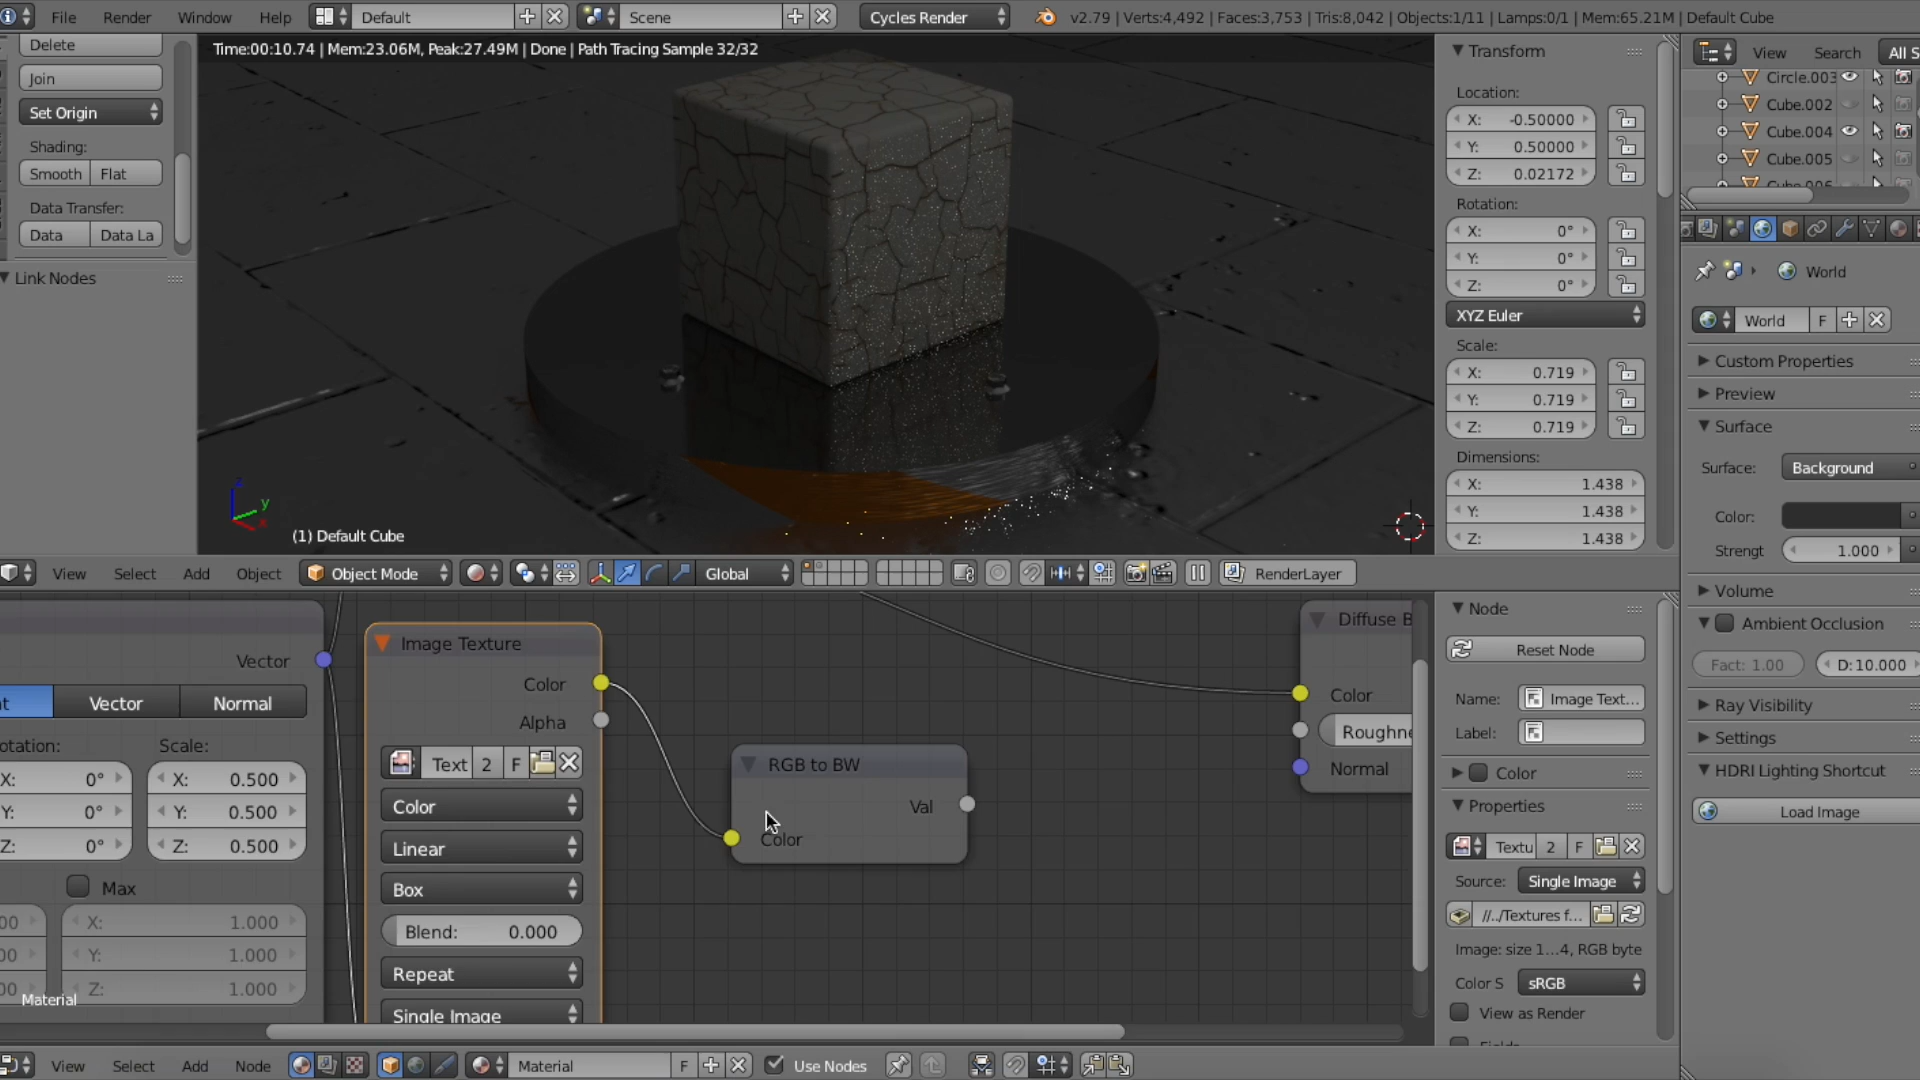 File Render Window Help Default Scene Cycles Render v2.79 | Verts:4,492 | Faces:3,753 | Tris:8,042 | Objects:1/11 | Lamps:0/1 | Mem:65.21M | Default Cube
Delete
Join
Set Origin
Shading:
Smooth Flat
Data Transfer:
Data Data La
Link Nodes
Time:00:10.74 | Mem:23.06M, Peak:27.49M | Done | Path Tracing Sample 32/32
z
y
x
(1) Default Cube
Transform
Location:
X: -0.50000
Y: 0.50000
Z: 0.02172
Rotation:
X: 0°
Y: 0°
Z: 0°
XYZ Euler
Scale:
X: 0.719
Y: 0.719
Z: 0.719
Dimensions:
X: 1.438
Y: 1.438
Z: 1.438
View Search All S
Circle.003
Cube.002
Cube.004
Cube.005
Cube.006
World
World F
Custom Properties
Preview
Surface
Surface: Background
Color:
Strengt 1.000
Volume
Ambient Occlusion
Fact: 1.00 D:10.000
Ray Visibility
Settings
HDRI Lighting Shortcut
Load Image
View Select Add Object Object Mode Global RenderLayer
Vector
nt Vector Normal
otation: Scale:
X: 0° X: 0.500
Y: 0° Y: 0.500
Z: 0° Z: 0.500
Max
00 X: 1.000
00 Y: 1.000
00 Z: 1.000
Material
Image Texture
Color
Alpha
Text 2 F
Color
Linear
Box
Blend: 0.000
Repeat
Single Image
RGB to BW
Val
Color
Diffuse B
Color
Roughne
Normal
Node
Reset Node
Name: Image Text...
Label:
Color
Properties
Textu 2 F
Source: Single Image
//../Textures f...
Image: size 1...4, RGB byte
Color S sRGB
View as Render
Fields
View Select Add Node Material F Use Nodes